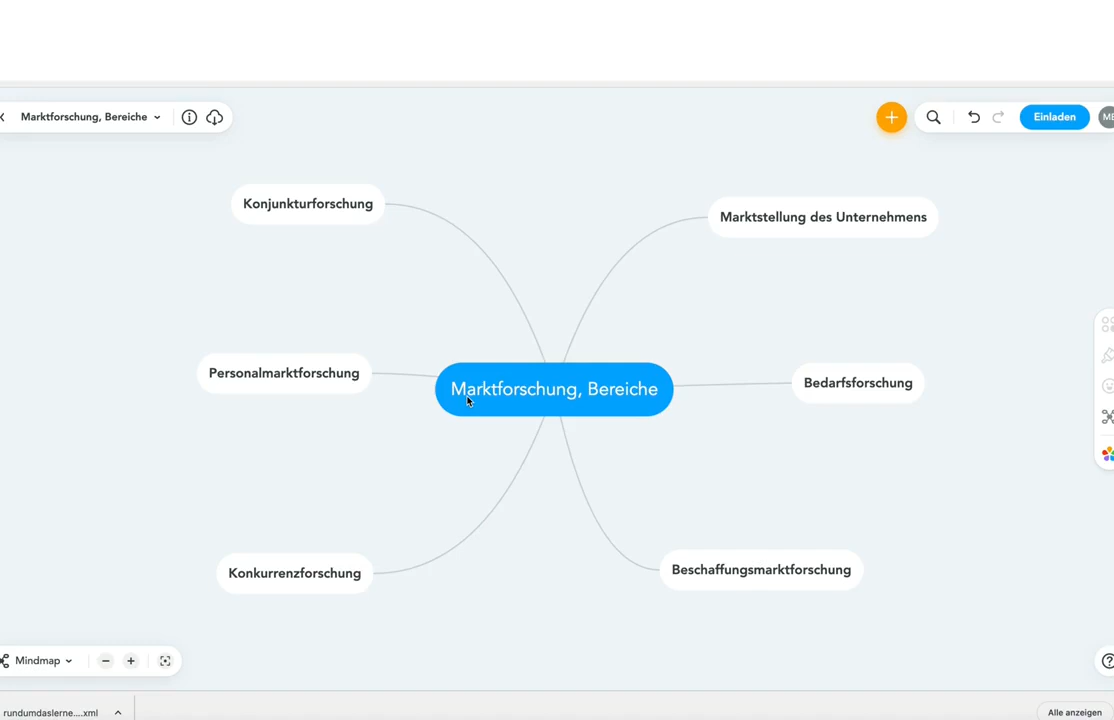 Marktforschung, Bereiche
Einladen
Konjunkturforschung
Marktstellung des Unternehmens
Personalmarktforschung
Marktforschung, Bereiche
Bedarfsforschung
Konkurrenzforschung
Beschaffungsmarktforschung
Mindmap
rundumdaslerne....xml
Alle anzeigen